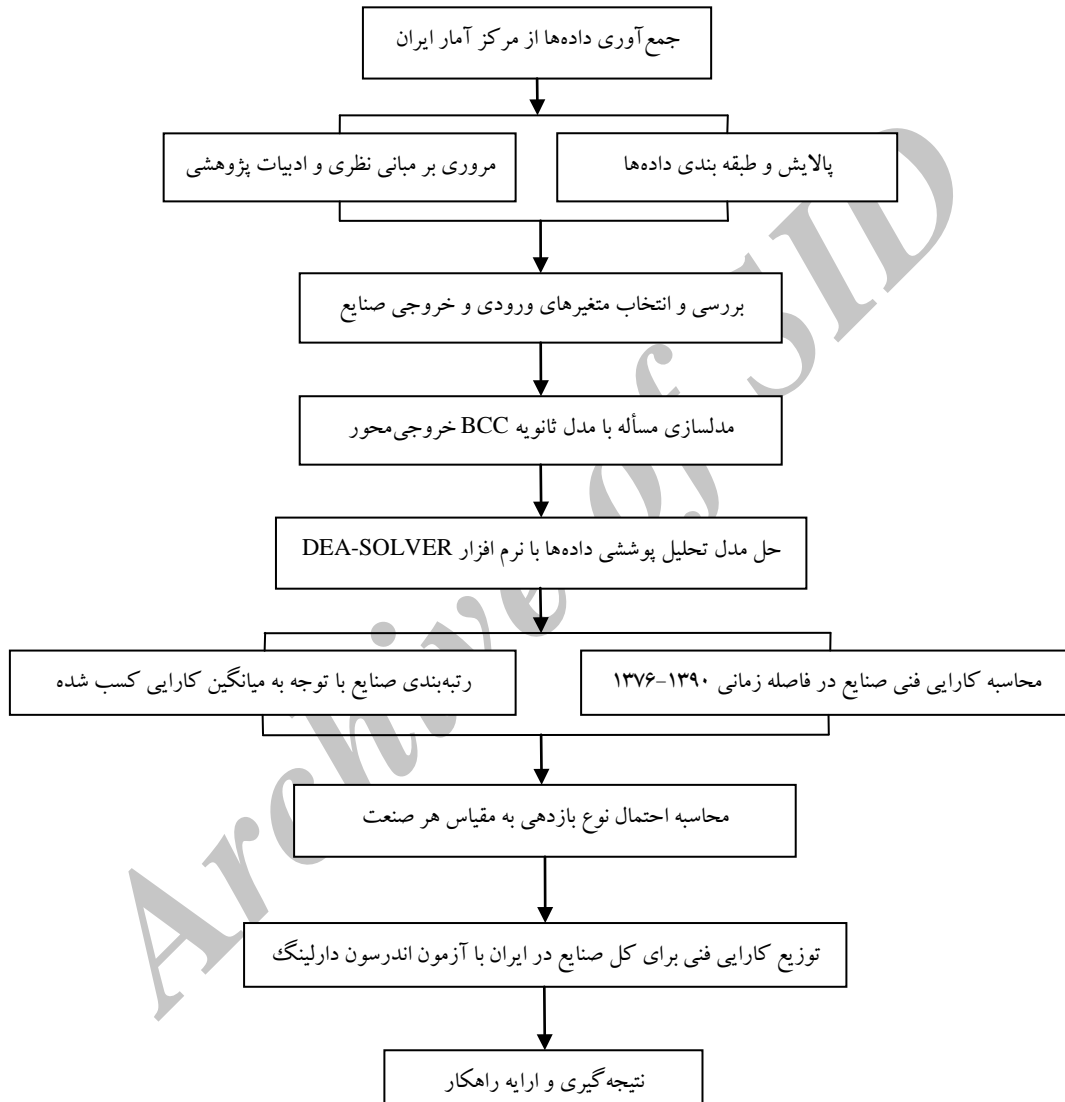 جمع‌آوری داده‌ها از مرکز آمار ایران
پالایش و طبقه بندی داده‌ها
مروری بر مبانی نظری و ادبیات پژوهشی
بررسی و انتخاب متغیرهای ورودی و خروجی صنایع
مدلسازی مسأله با مدل ثانویه BCC خروجی‌محور
حل مدل تحلیل پوششی داده‌ها با نرم افزار DEA-SOLVER
محاسبه کارایی فنی صنایع در فاصله زمانی ۱۳۹۰-۱۳۷۶
رتبه‌بندی صنایع با توجه به میانگین کارایی کسب شده
محاسبه احتمال نوع بازدهی به مقیاس هر صنعت
توزیع کارایی فنی برای کل صنایع در ایران با آزمون اندرسون دارلینگ
نتیجه‌گیری و ارایه راهکار
Archive of SID